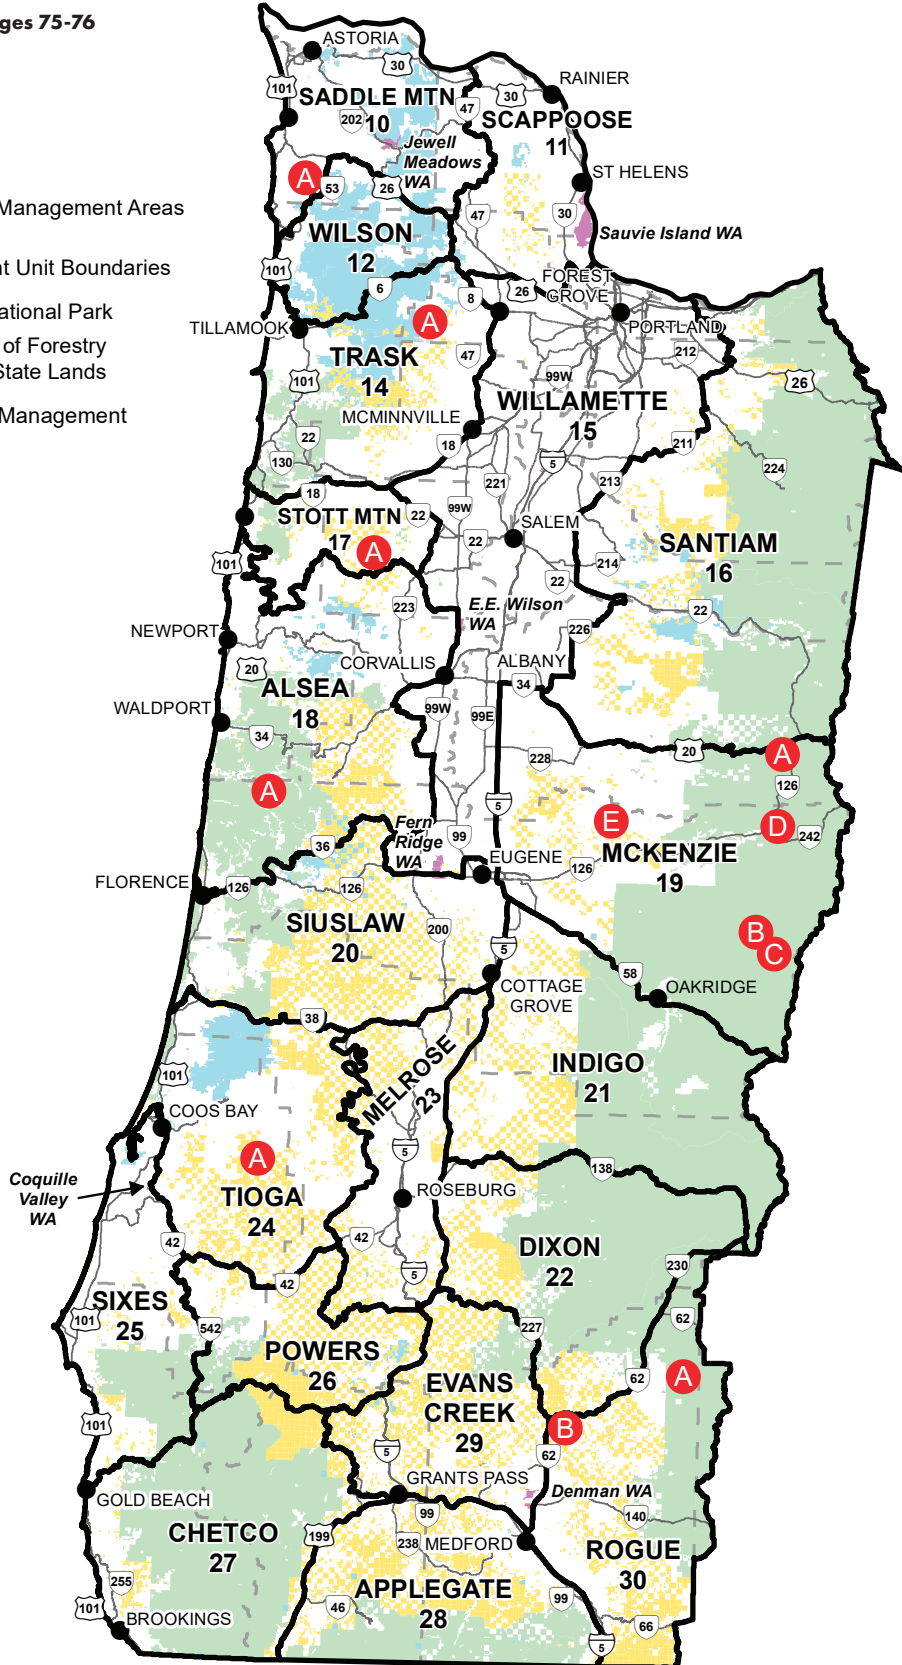 ges 75-76
ASTORIA
30
101
SADDLE MTN
10
202
47
30
RAINIER
SCAPPOOSE
11
Jewell
Meadows
WA
A
53
26
ST HELENS
Management Areas
47
30
WILSON
12
Sauvie Island WA
t Unit Boundaries
101
6
8
26
FOREST
GROVE
ational Park
TILLAMOOK
A
PORTLAND
of Forestry
State Lands
TRASK
14
47
212
101
99W
26
Management
MCMINNVILLE
WILLAMETTE
15
22
18
211
130
5
224
221
213
18
99W
STOTT MTN
17
22
SALEM
A
22
SANTIAM
16
101
214
22
223
E.E. Wilson
WA
22
NEWPORT
226
20
CORVALLIS
ALBANY
34
ALSEA
18
WALDPORT
99W
99E
34
228
20
A
A
126
5
Fern
Ridge
WA
99
E
D
242
36
MCKENZIE
19
EUGENE
126
FLORENCE
126
126
SIUSLAW
20
200
B
C
5
58
OAKRIDGE
COTTAGE
GROVE
38
MELROSE
23
INDIGO
21
101
COOS BAY
5
A
138
Coquille
Valley
WA
TIOGA
24
ROSEBURG
42
42
DIXON
22
230
5
42
SIXES
25
101
542
227
62
POWERS
26
EVANS
CREEK
29
62
A
101
B
5
62
GRANTS PASS
Denman WA
GOLD BEACH
99
140
CHETCO
27
199
238
MEDFORD
ROGUE
30
255
APPLEGATE
28
101
46
99
BROOKINGS
66
5